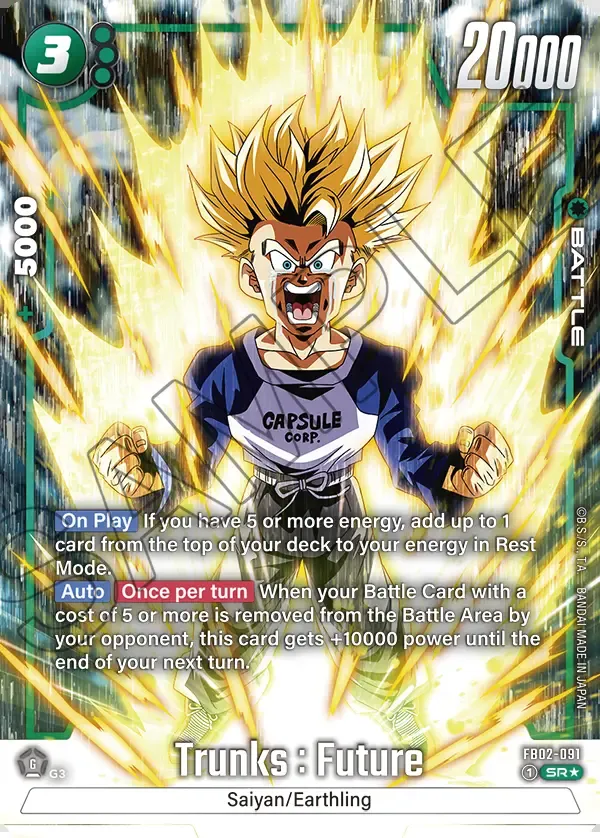 3
20000
+ 5000
BATTLE
SAMPLE
CAPSULE
CORP.
On Play If you have 5 or more energy, add up to 1
card from the top of your deck to your energy in Rest
Mode.
Auto Once per turn When your Battle Card with a
cost of 5 or more is removed from the Battle Area by
your opponent, this card gets +10000 power until the
end of your next turn.
©B.S./S., T.A. BANDAI MADE IN JAPAN
G
G3
Trunks : Future
FB02-091
1 SR★
Saiyan/Earthling